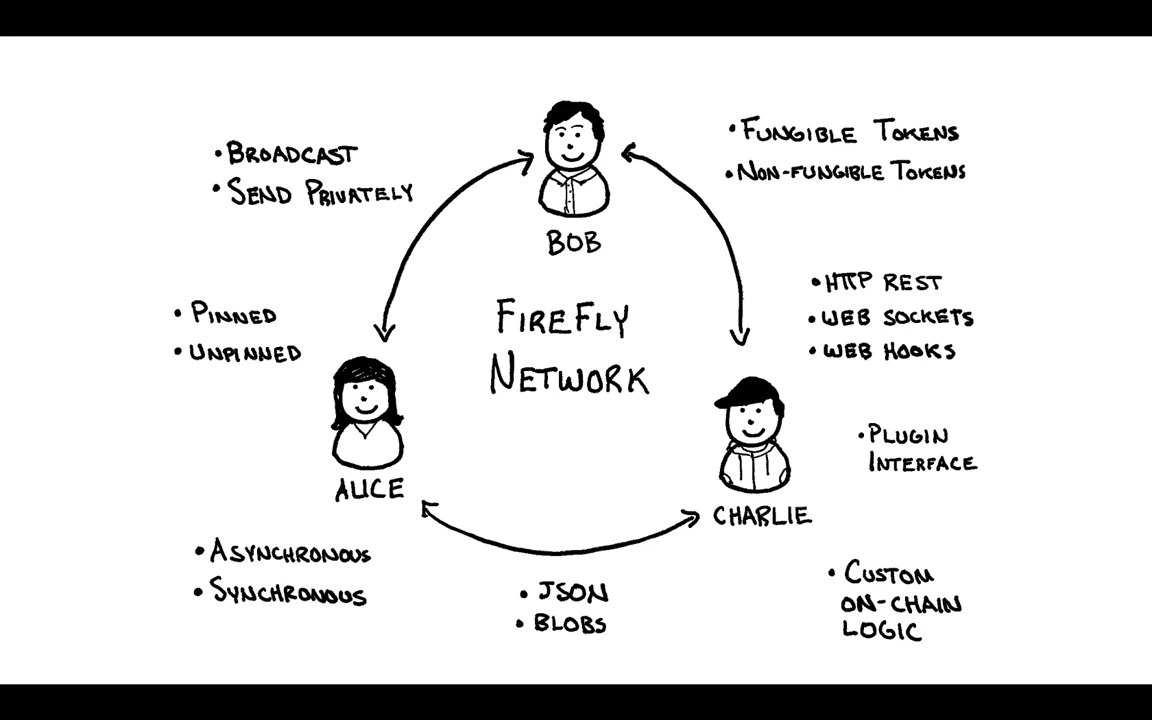 • BROADCAST
• SEND PRIVATELY
• FUNGIBLE TOKENS
• NON-FUNGIBLE TOKENS
BOB
• PINNED
• UNPINNED
FIREFLY
NETWORK
• HTTP REST
• WEB SOCKETS
• WEB HOOKS
• PLUGIN
INTERFACE
ALICE
CHARLIE
• ASYNCHRONOUS
• SYNCHRONOUS
• JSON
• BLOBS
• CUSTOM
ON-CHAIN
LOGIC